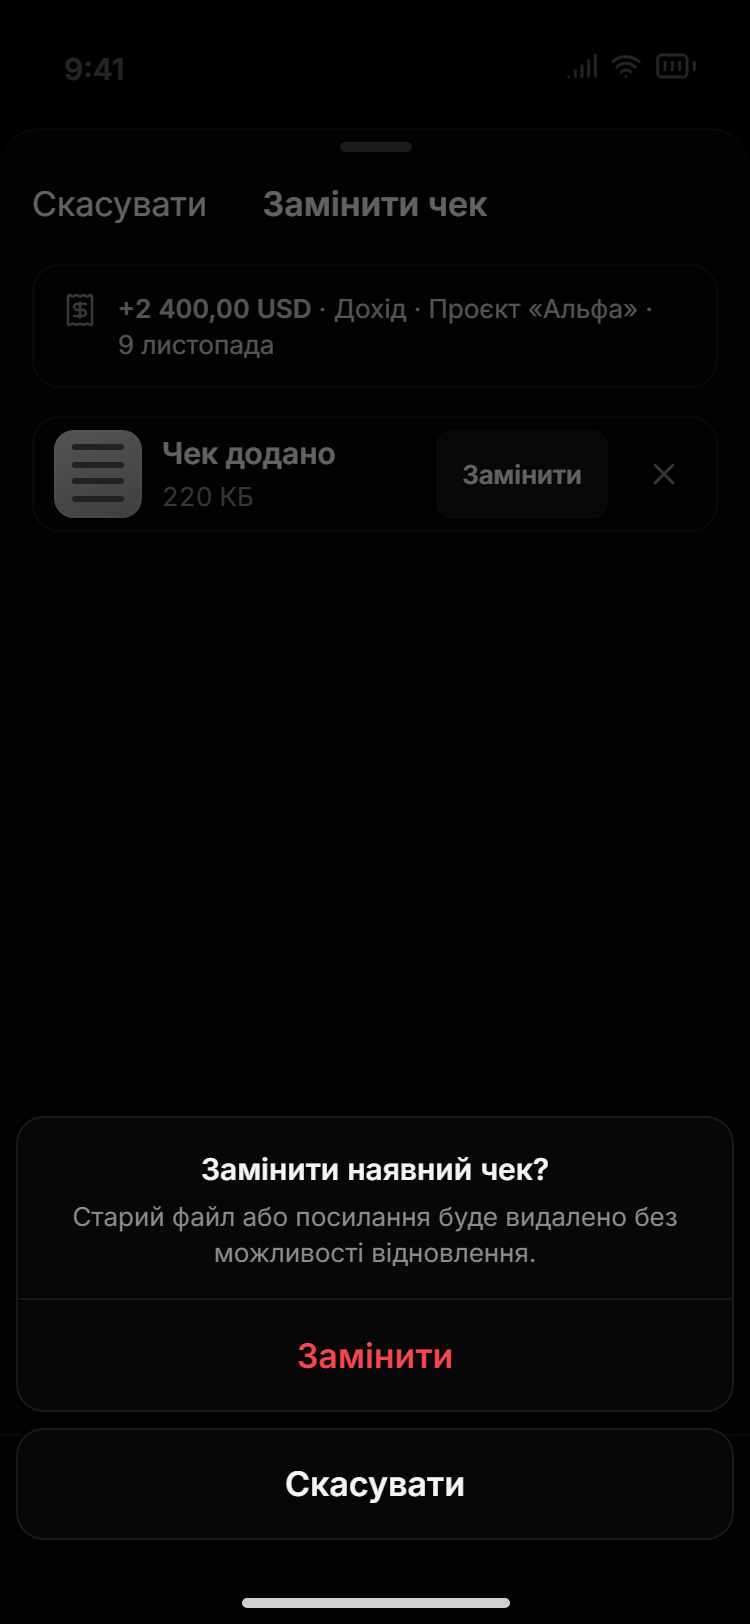 9:41
Скасувати Замінити чек
+2 400,00 USD · Дохід · Проєкт «Альфа» ·
9 листопада
Чек додано
220 КБ
Замінити
Замінити наявний чек?
Старий файл або посилання буде видалено без
можливості відновлення.
Замінити
Скасувати